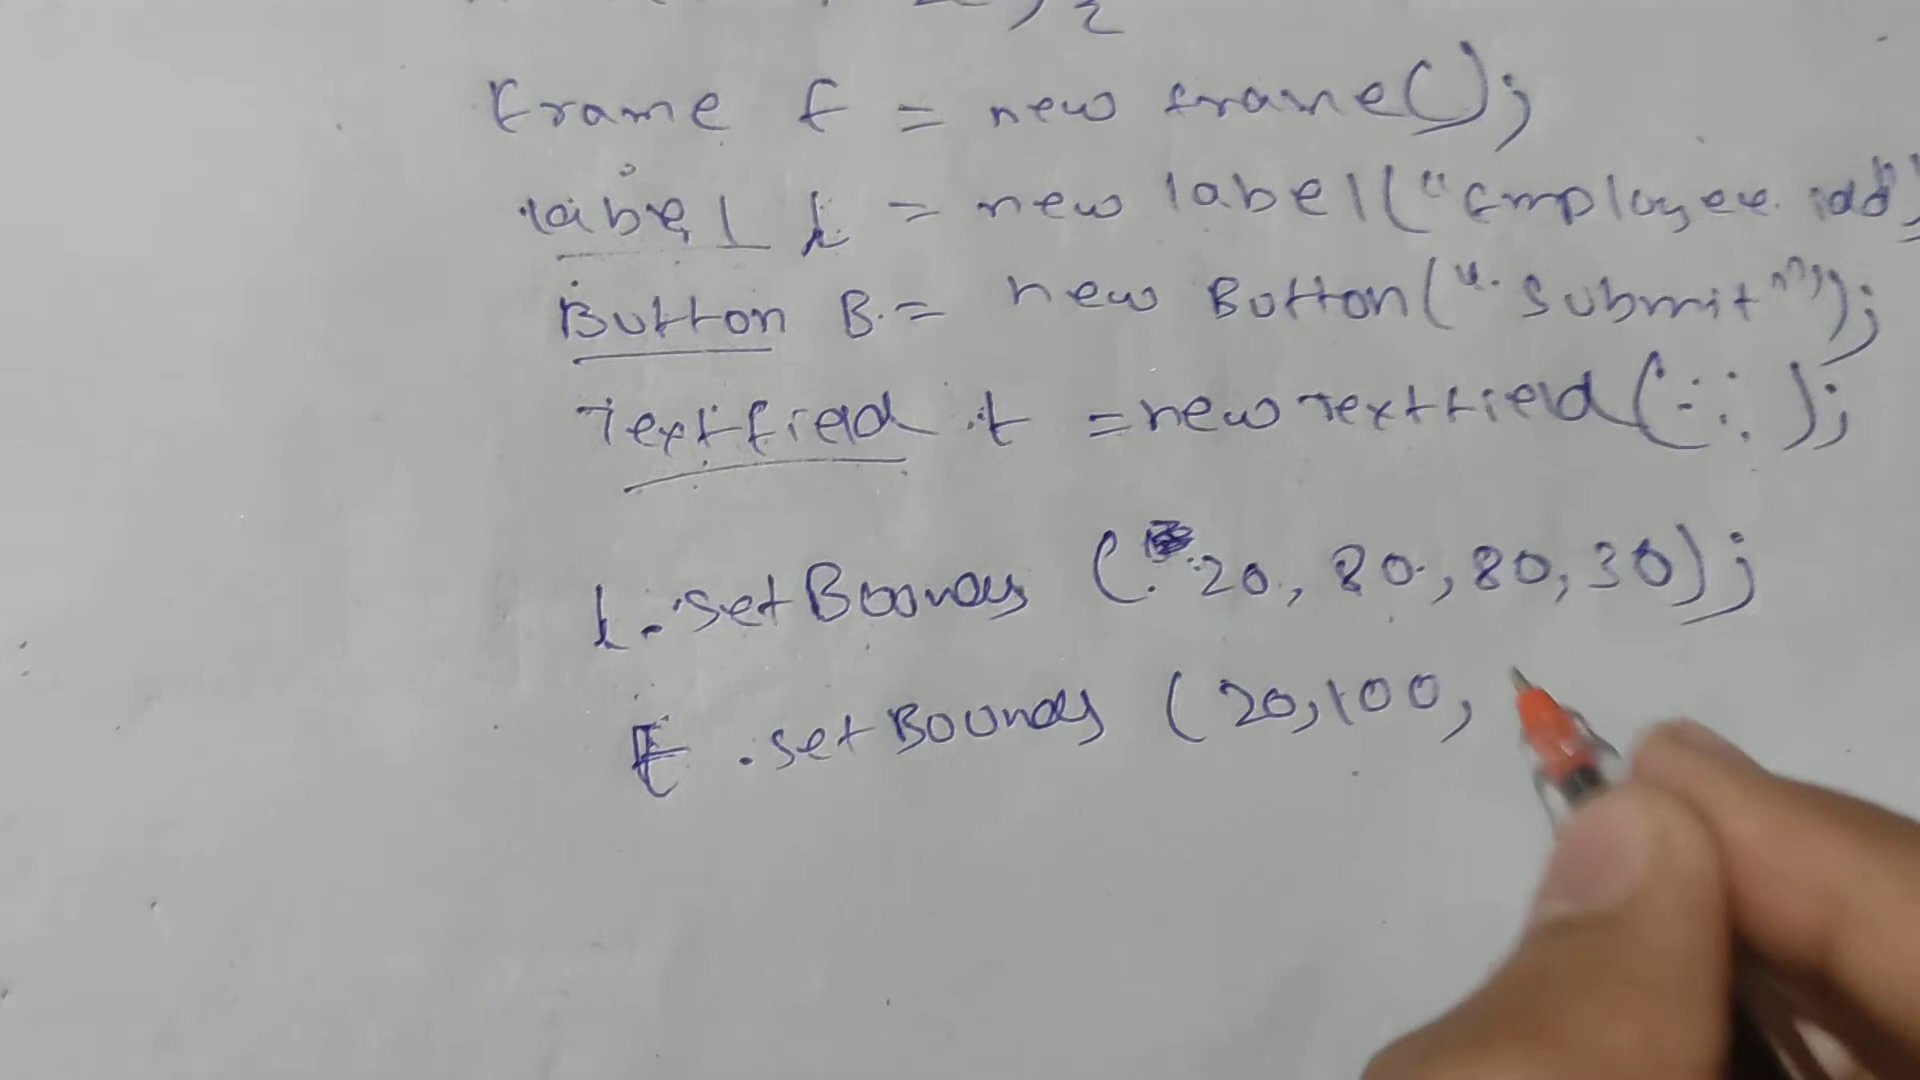 Frame f = new frame();
label l = new label("Employee id
Button B = new Button("Submit");
Textfield t = new Textfield( );
l.setBounds (20, 80, 80, 30);
t.setBounds (20,100,